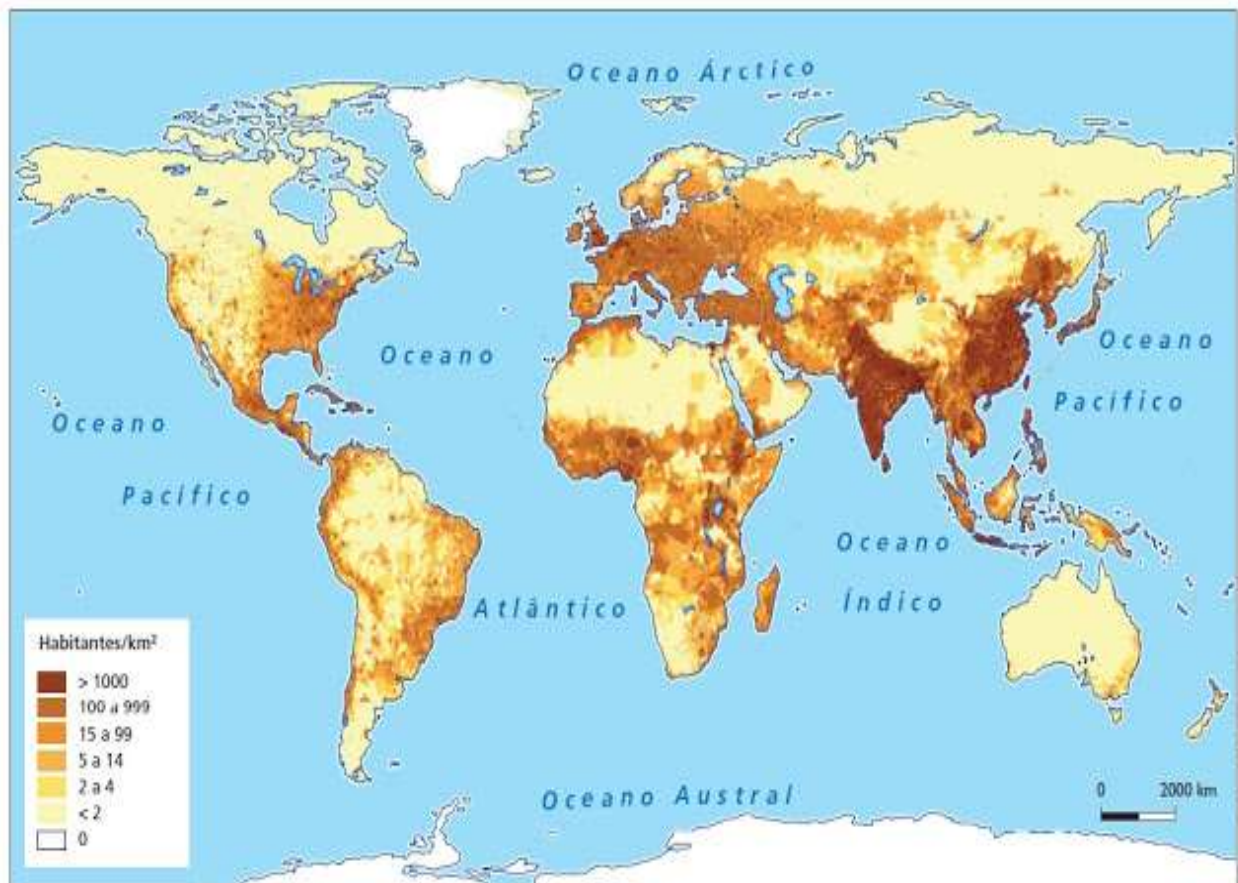 Oceano Árctico
Oceano
Oceano
Pacífico
Oceano
Pacífico
Oceano
Atlântico
Índico
Habitantes/km²
> 1000
100 a 999
15 a 99
5 a 14
2 a 4
< 2
0
Oceano Austral
0 2000 km